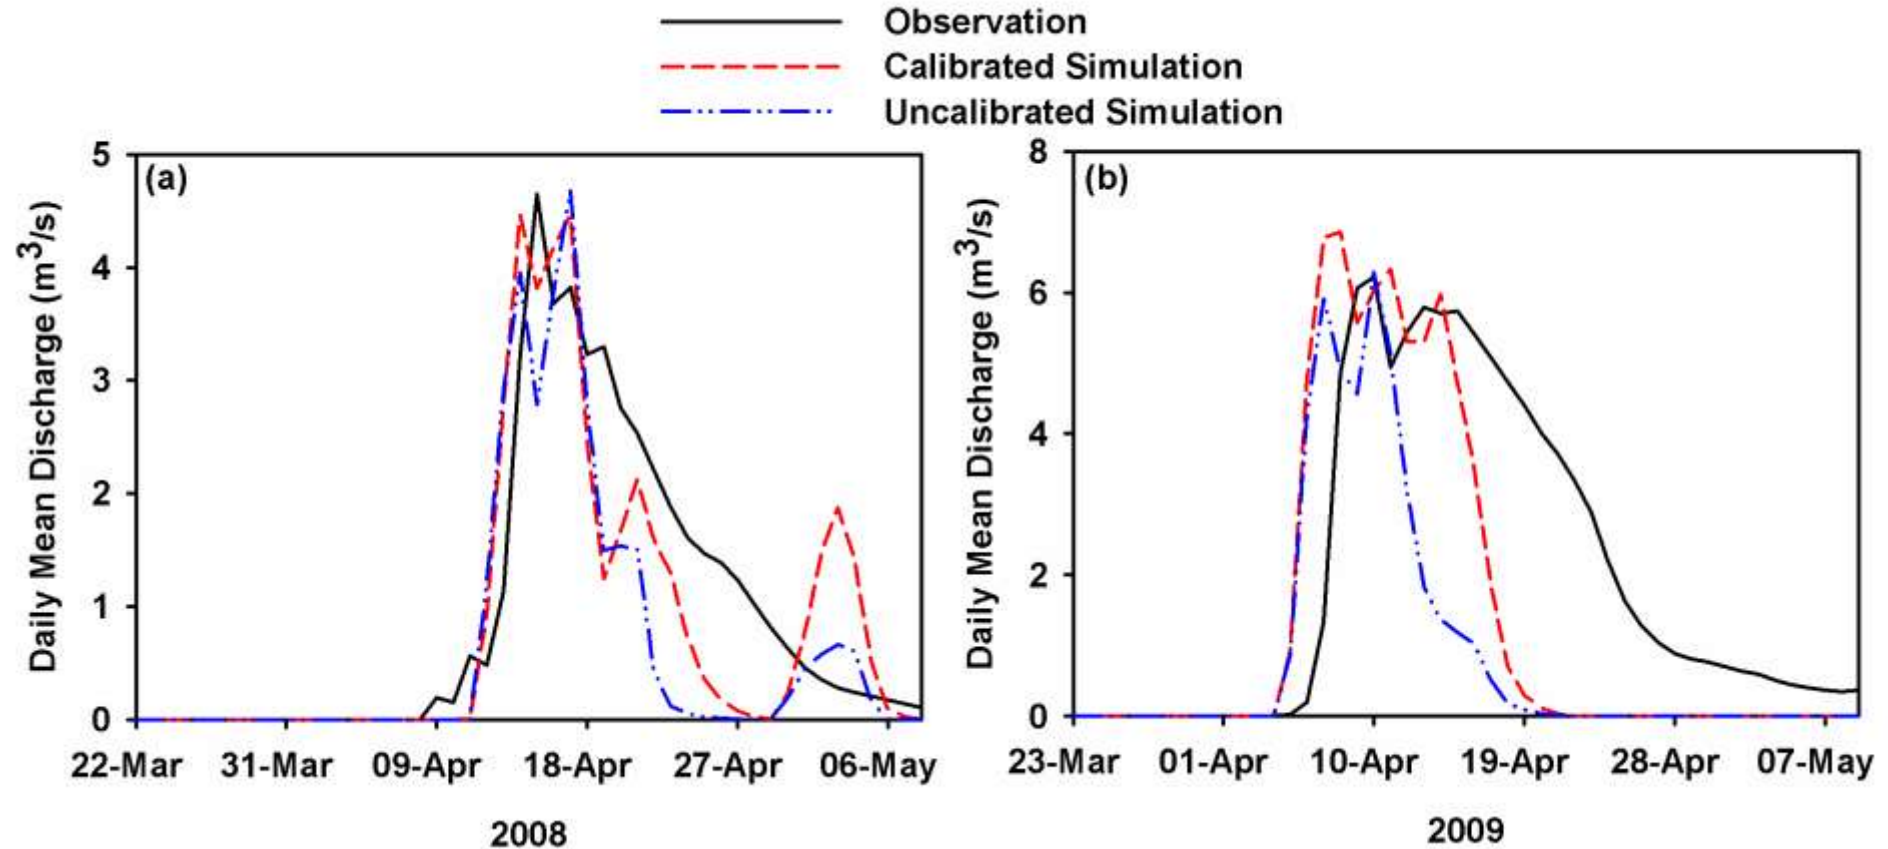 Observation
Calibrated Simulation
Uncalibrated Simulation
(a)
Daily Mean Discharge (m³/s)
5
4
3
2
1
0
22-Mar 31-Mar 09-Apr 18-Apr 27-Apr 06-May
2008
(b)
Daily Mean Discharge (m³/s)
8
6
4
2
0
23-Mar 01-Apr 10-Apr 19-Apr 28-Apr 07-May
2009